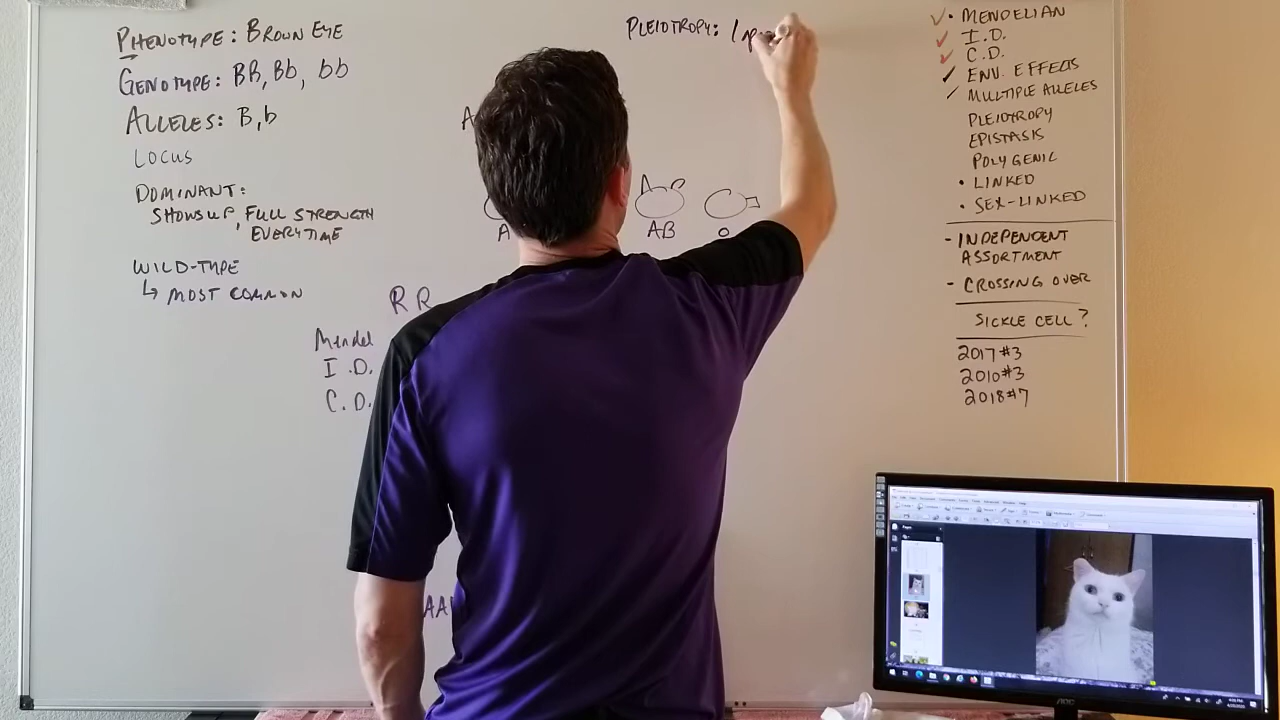 PHENOTYPE: BROWN EYE
GENOTYPE: BB, Bb, bb
ALLELES: B,b
LOCUS
DOMINANT:
SHOWS UP, FULL STRENGTH
EVERYTIME
WILD-TYPE
↳ MOST COMMON
PLEIOTROPY: 1
A
A AB O
R R
Mendel
I.D.
C.D.
AA
• MENDELIAN
I.D.
C.D.
ENV. EFFECTS
MULTIPLE ALLELES
PLEIOTROPY
EPISTASIS
POLYGENIC
• LINKED
• SEX-LINKED
- INDEPENDENT
ASSORTMENT
- CROSSING OVER
SICKLE CELL?
2017#3
2010#3
2018#7
AOC